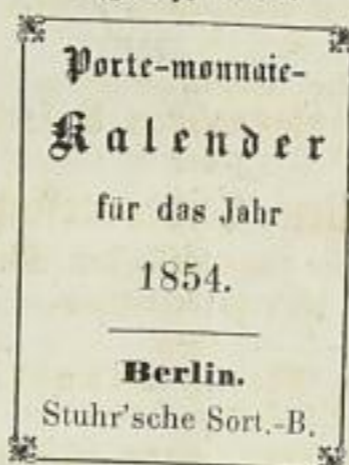 Porte-monnaie-
Kalender
für das Jahr
1854.
Berlin.
Stuhr'sche Sort.-B.